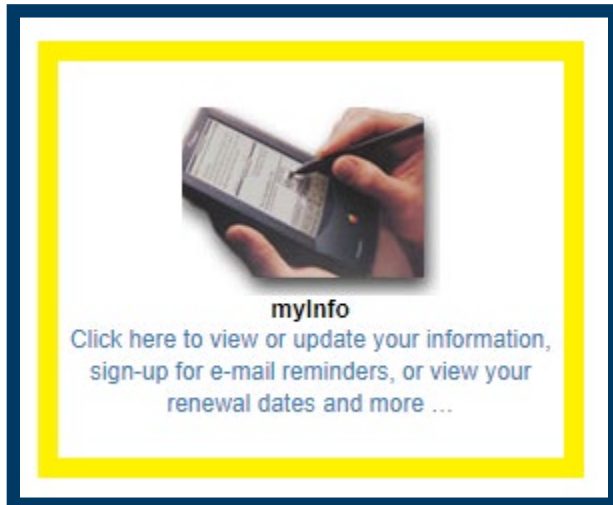 myInfo
Click here to view or update your information,
sign-up for e-mail reminders, or view your
renewal dates and more ...